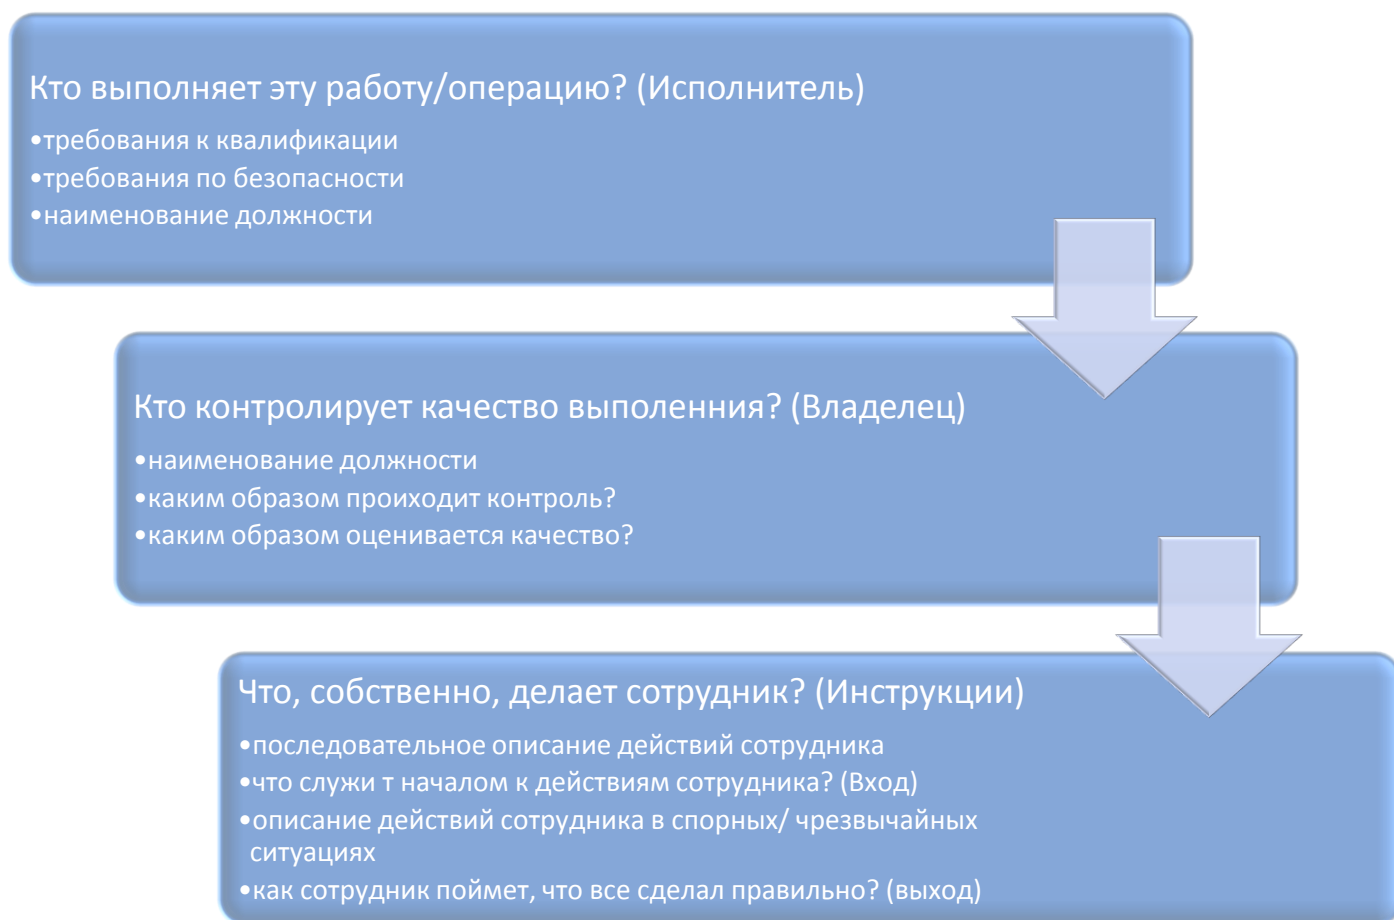 Кто выполняет эту работу/операцию? (Исполнитель)
•требования к квалификации
•требования по безопасности
•наименование должности
Кто контролирует качество выполенния? (Владелец)
•наименование должности
•каким образом происходит контроль?
•каким образом оценивается качество?
Что, собственно, делает сотрудник? (Инструкции)
•последовательное описание действий сотрудника
•что служи т началом к действиям сотрудника? (Вход)
•описание действий сотрудника в спорных/ чрезвычайных
ситуациях
•как сотрудник поймет, что все сделал правильно? (выход)